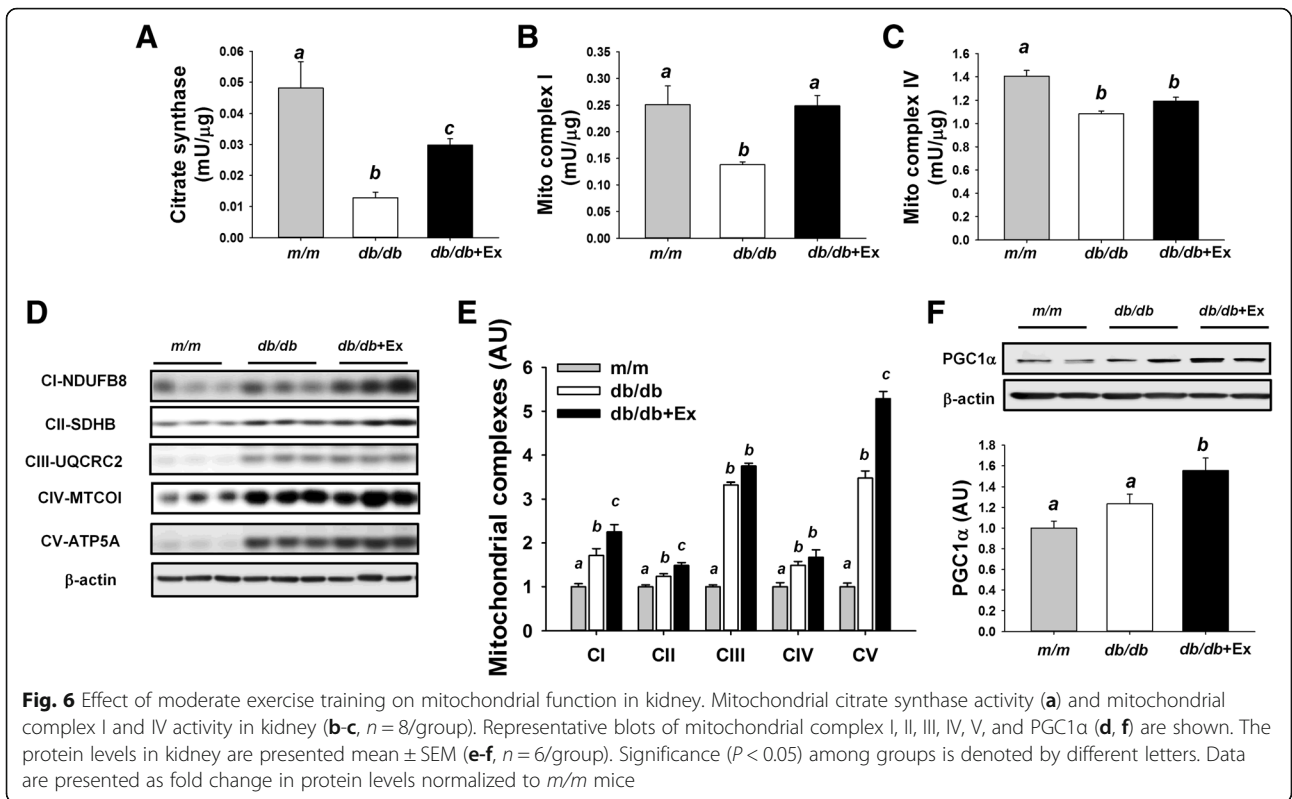 A
Citrate synthase
(mU/μg)
0.06
0.05
0.04
0.03
0.02
0.01
0.00
a
b
c
m/m
db/db
db/db+Ex
B
Mito complex I
(mU/μg)
0.35
0.30
0.25
0.20
0.15
0.10
0.05
0.00
a
b
a
m/m
db/db
db/db+Ex
C
Mito complex IV
(mU/μg)
1.6
1.4
1.2
1.0
0.8
0.6
0.4
0.2
0.0
a
b
b
m/m
db/db
db/db+Ex
D
m/m
db/db
db/db+Ex
CI-NDUFB8
CII-SDHB
CIII-UQCRC2
CIV-MTCOI
CV-ATP5A
β-actin
E
Mitochondrial complexes (AU)
6
5
4
3
2
1
0
m/m
db/db
db/db+Ex
a
b
c
a
b
c
a
b
b
a
b
b
a
b
c
CI
CII
CIII
CIV
CV
F
m/m
db/db
db/db+Ex
PGC1α
β-actin
PGC1α (AU)
1.8
1.6
1.4
1.2
1.0
0.8
0.6
0.4
0.2
0.0
a
a
b
m/m
db/db
db/db+Ex
Fig. 6 Effect of moderate exercise training on mitochondrial function in kidney. Mitochondrial citrate synthase activity (a) and mitochondrial
complex I and IV activity in kidney (b-c, n = 8/group). Representative blots of mitochondrial complex I, II, III, IV, V, and PGC1α (d, f) are shown. The
protein levels in kidney are presented mean ± SEM (e-f, n = 6/group). Significance (P < 0.05) among groups is denoted by different letters. Data
are presented as fold change in protein levels normalized to m/m mice